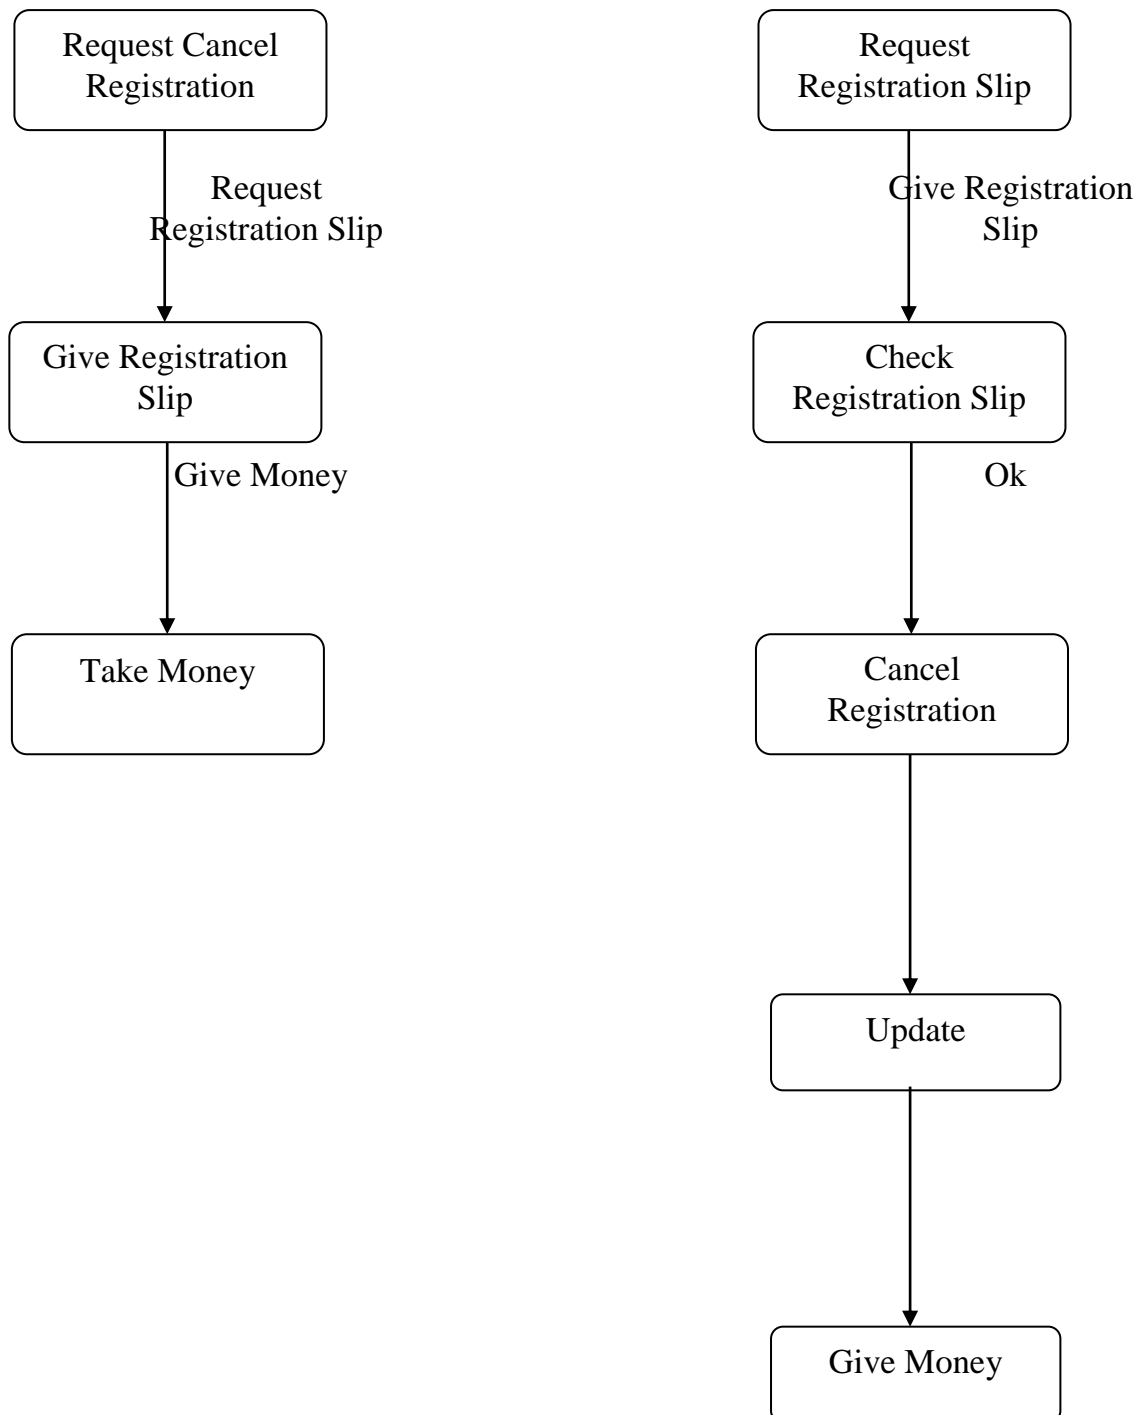 Request Cancel
Registration
Request
Registration Slip
Give Registration
Slip
Give Money
Take Money
Request
Registration Slip
Give Registration
Slip
Check
Registration Slip
Ok
Cancel
Registration
Update
Give Money